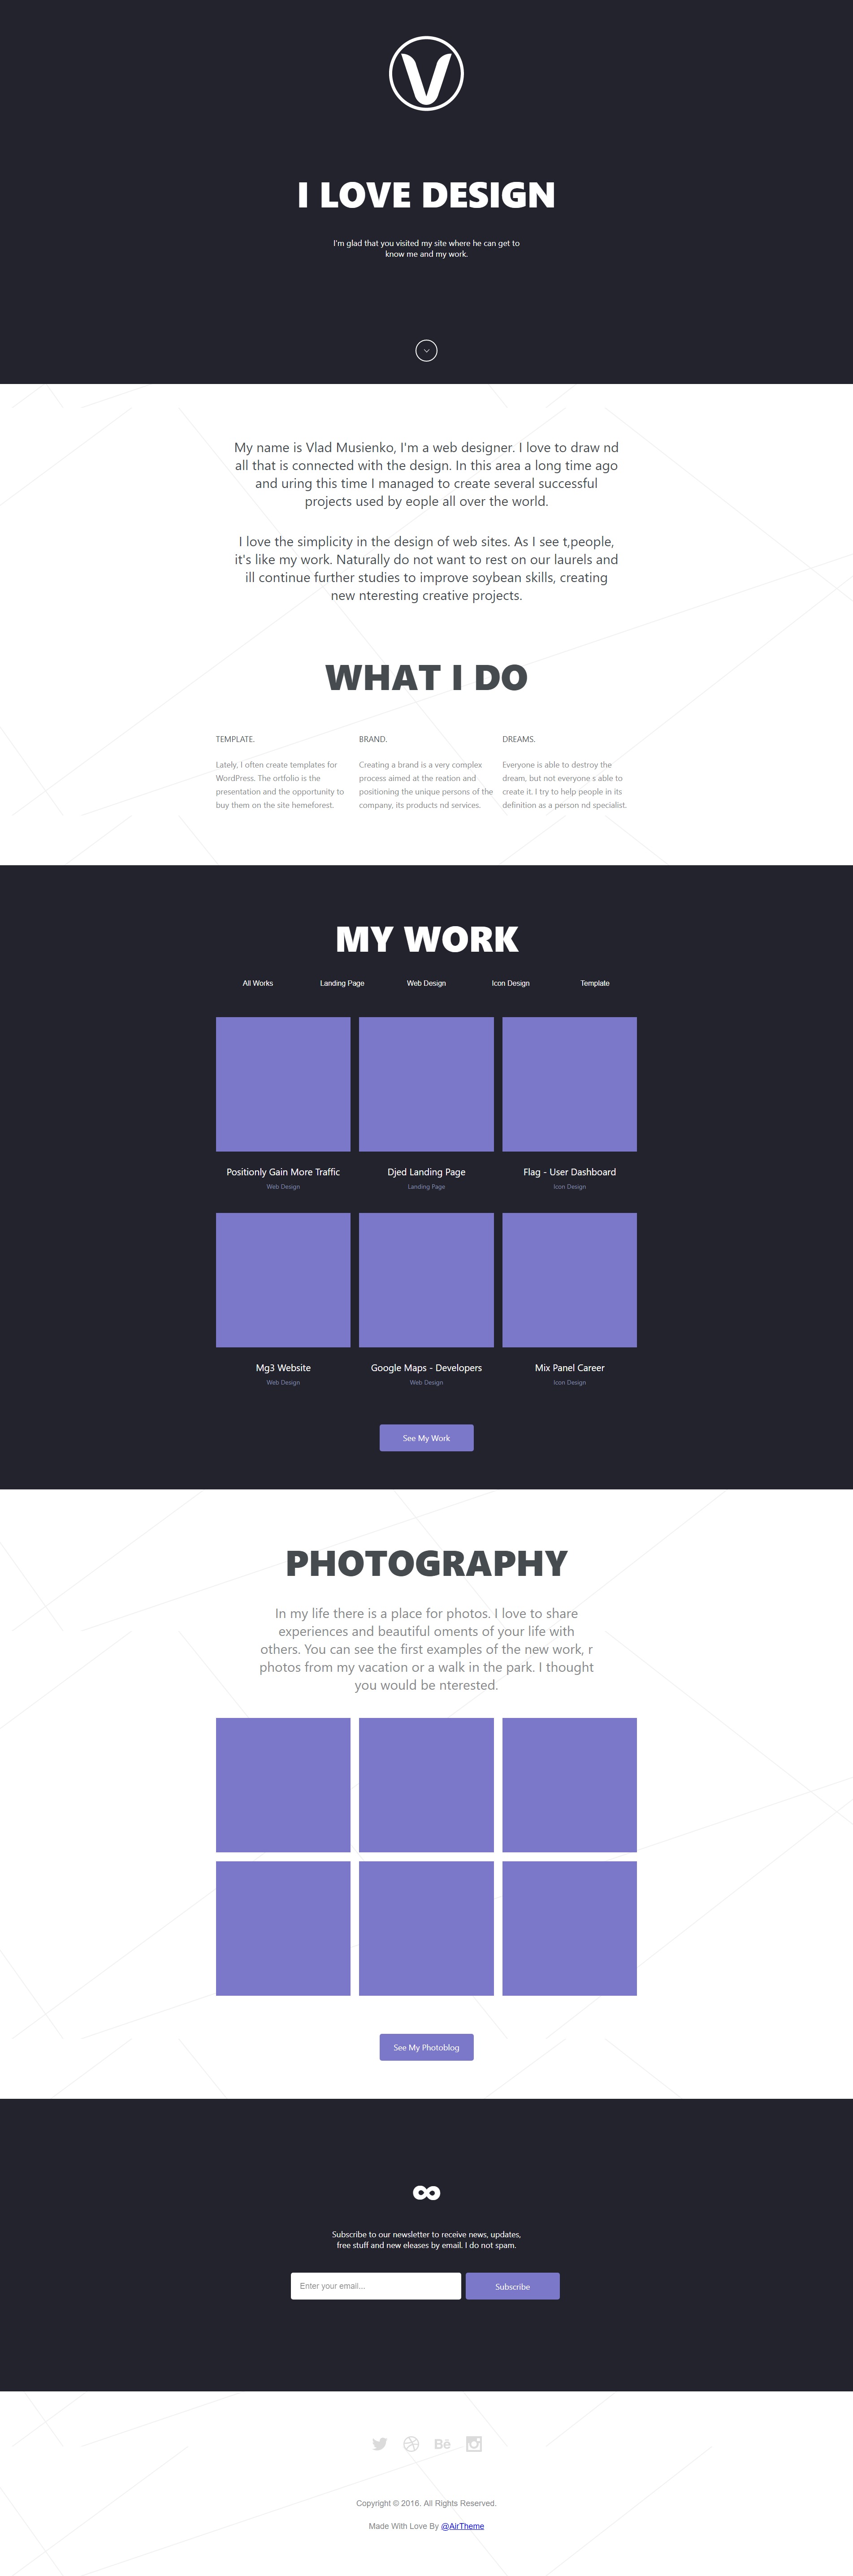 V
I LOVE DESIGN
I'm glad that you visited my site where he can get to
know me and my work.
My name is Vlad Musienko, I'm a web designer. I love to draw nd
all that is connected with the design. In this area a long time ago
and uring this time I managed to create several successful
projects used by eople all over the world.
I love the simplicity in the design of web sites. As I see t,people,
it's like my work. Naturally do not want to rest on our laurels and
ill continue further studies to improve soybean skills, creating
new nteresting creative projects.
WHAT I DO
TEMPLATE.
Lately, I often create templates for
WordPress. The ortfolio is the
presentation and the opportunity to
buy them on the site hemeforest.
BRAND.
Creating a brand is a very complex
process aimed at the reation and
positioning the unique persons of the
company, its products nd services.
DREAMS.
Everyone is able to destroy the
dream, but not everyone s able to
create it. I try to help people in its
definition as a person nd specialist.
MY WORK
All Works Landing Page Web Design Icon Design Template
Positionly Gain More Traffic
Web Design
Djed Landing Page
Landing Page
Flag - User Dashboard
Icon Design
Mg3 Website
Web Design
Google Maps - Developers
Web Design
Mix Panel Career
Icon Design
See My Work
PHOTOGRAPHY
In my life there is a place for photos. I love to share
experiences and beautiful oments of your life with
others. You can see the first examples of the new work, r
photos from my vacation or a walk in the park. I thought
you would be nterested.
See My Photoblog
Subscribe to our newsletter to receive news, updates,
free stuff and new eleases by email. I do not spam.
Enter your email... Subscribe
Bē
Copyright © 2016. All Rights Reserved.
Made With Love By @AirTheme